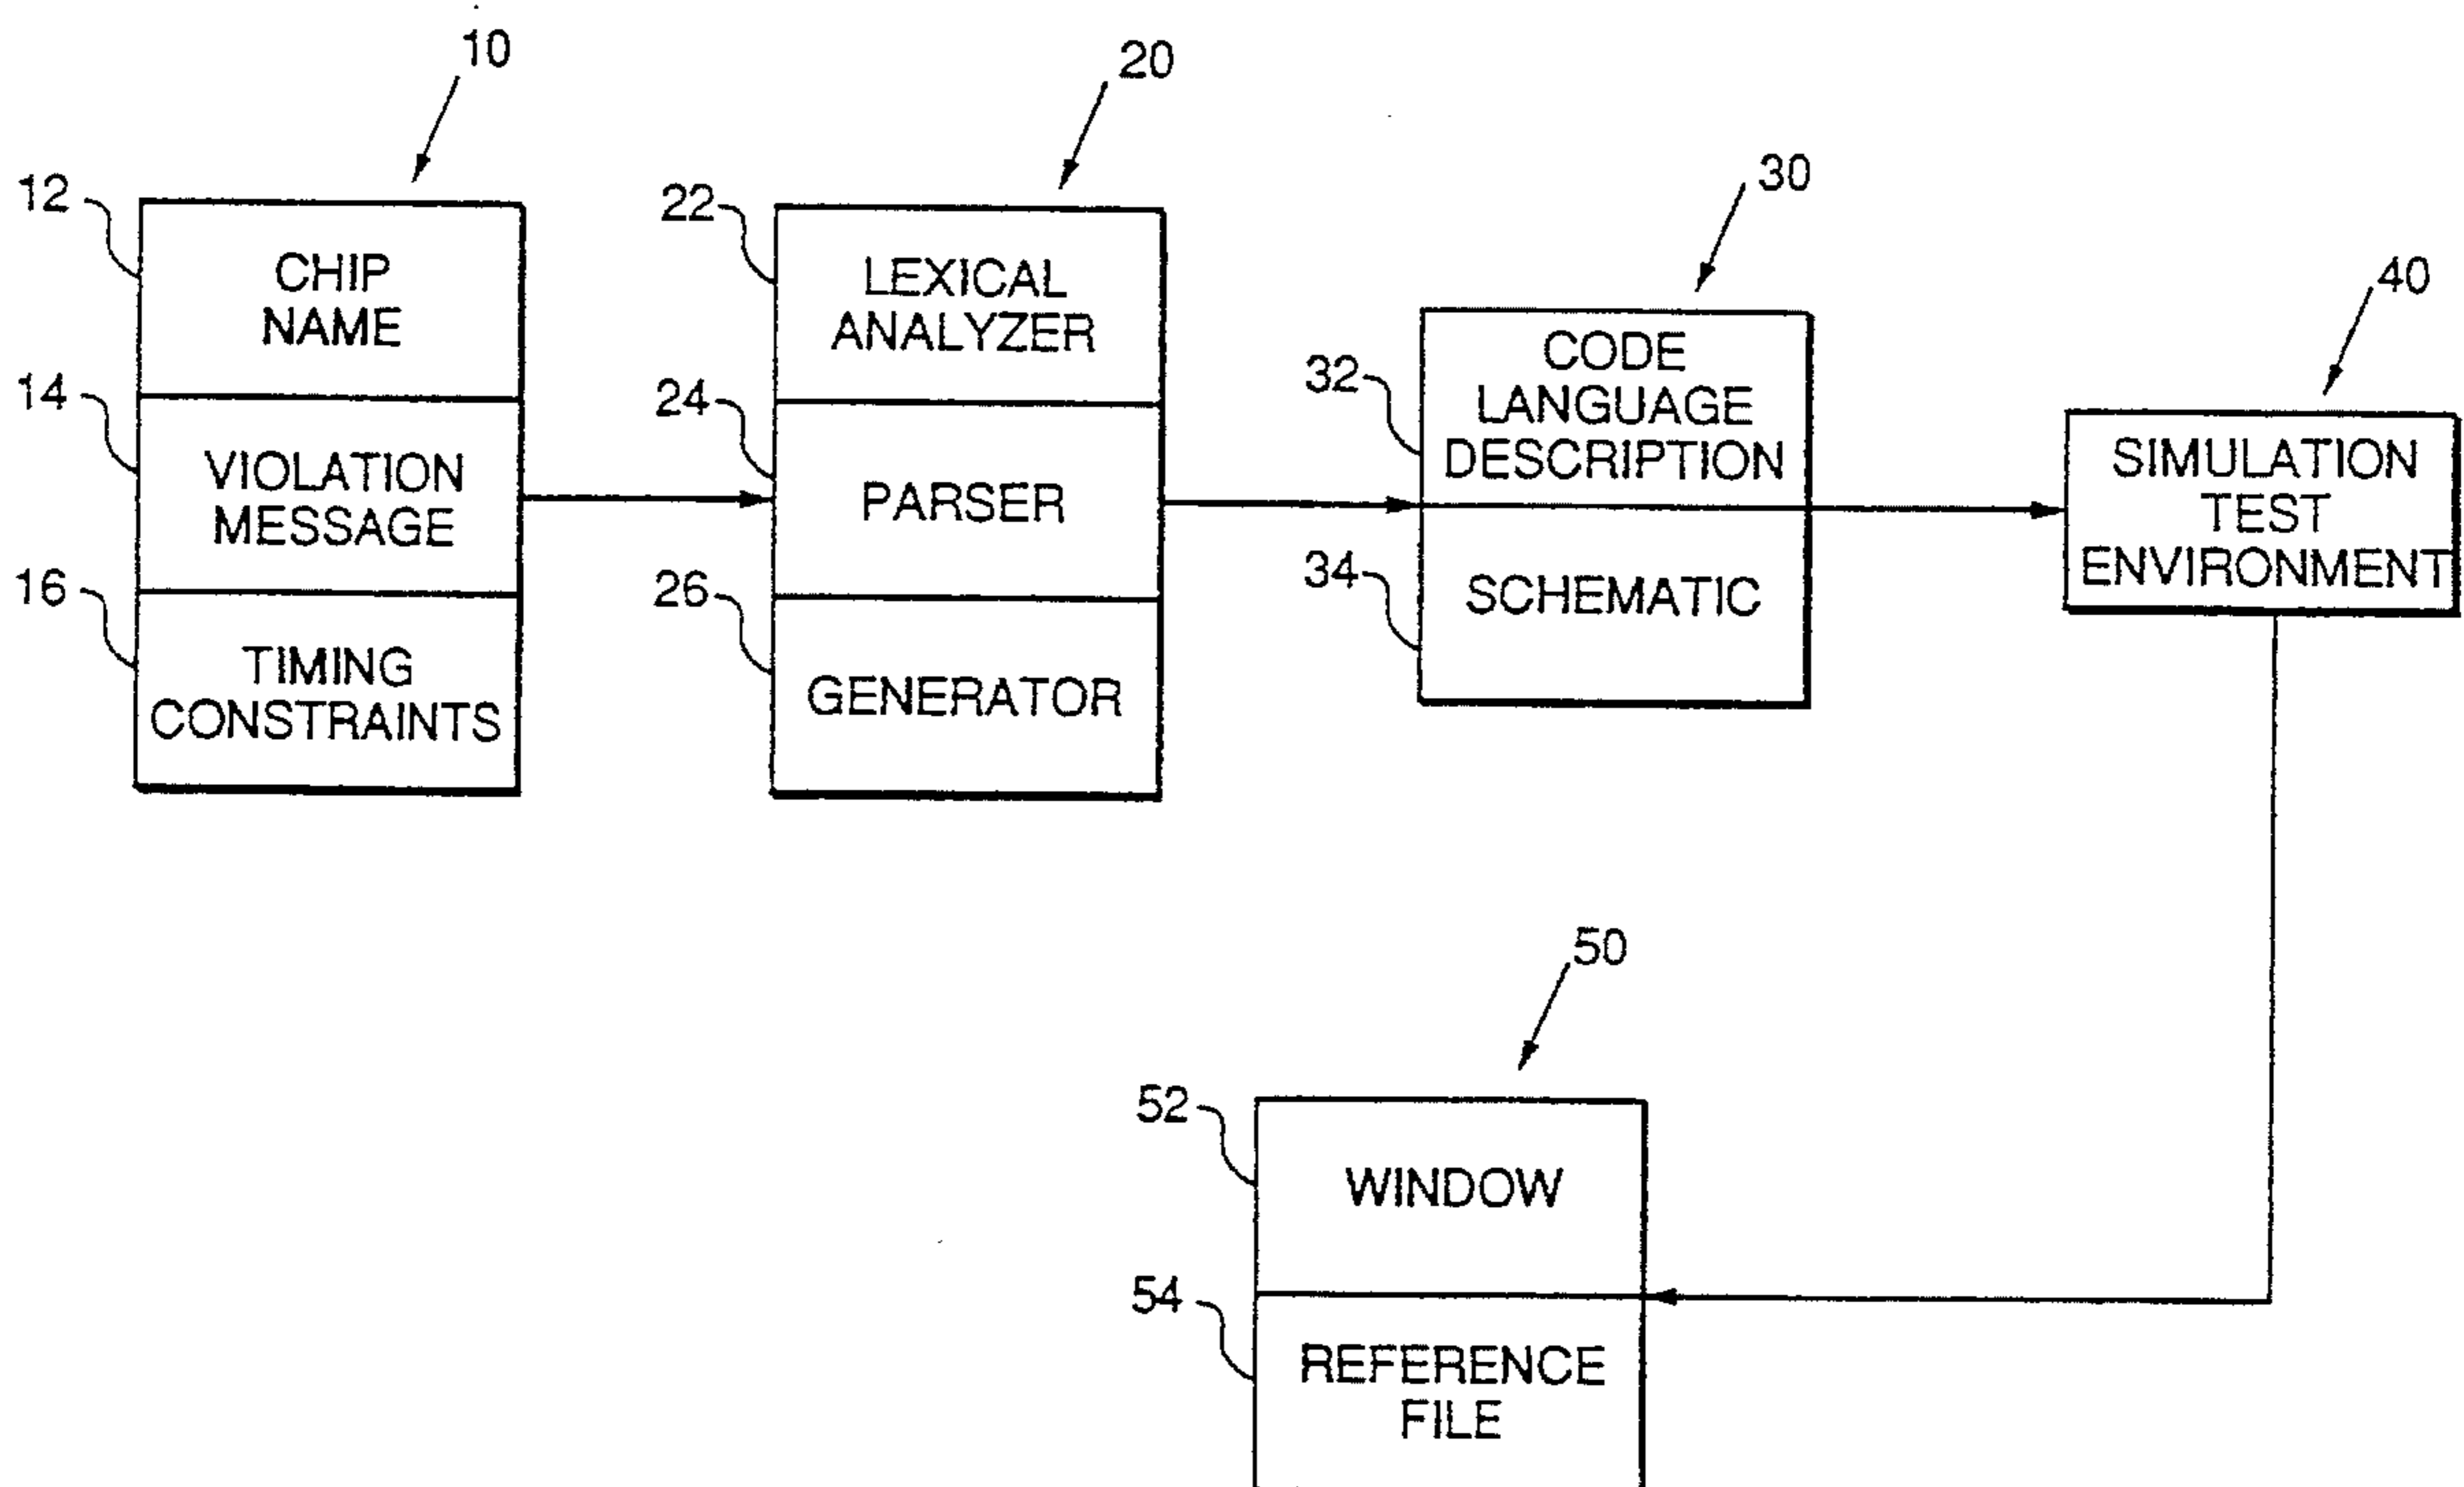 10
12
CHIP
NAME
14
VIOLATION
MESSAGE
16
TIMING
CONSTRAINTS
20
22
LEXICAL
ANALYZER
24
PARSER
26
GENERATOR
30
32
CODE
LANGUAGE
DESCRIPTION
34
SCHEMATIC
40
SIMULATION
TEST
ENVIRONMENT
50
52
WINDOW
54
REFERENCE
FILE